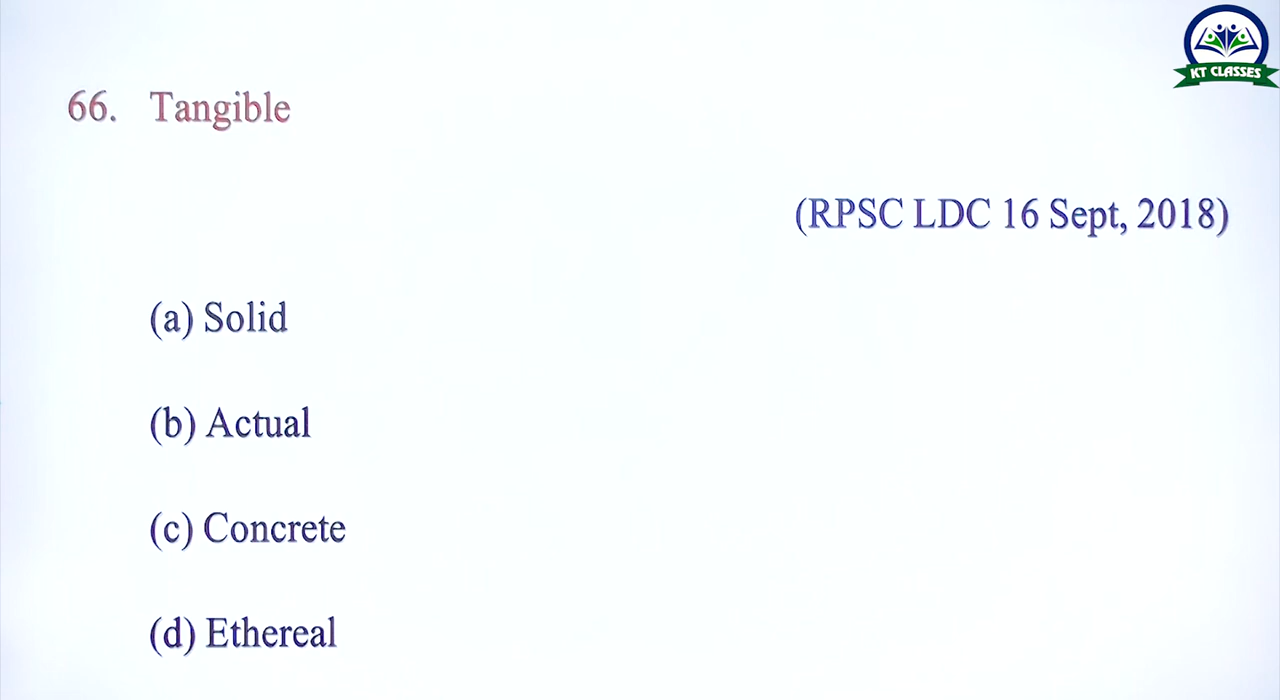 KT CLASSES
66. Tangible
(RPSC LDC 16 Sept, 2018)
(a) Solid
(b) Actual
(c) Concrete
(d) Ethereal